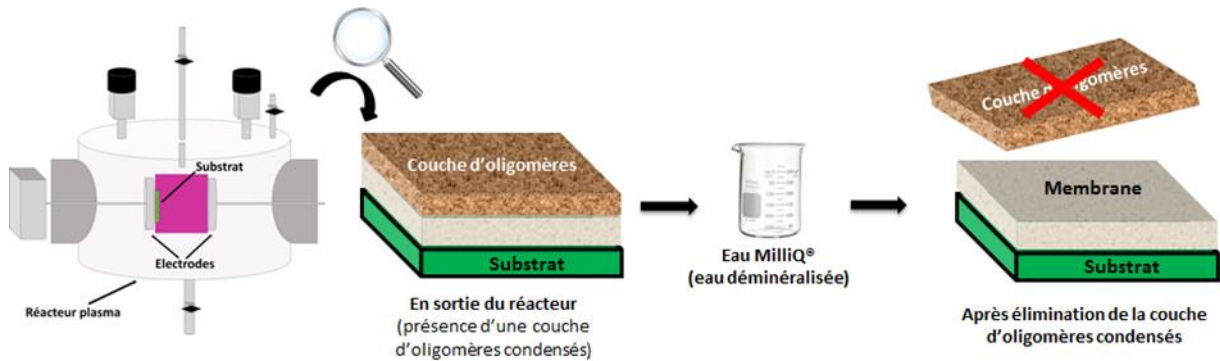 Substrat
Electrodes
Réacteur plasma
Couche d'oligomères
Substrat
En sortie du réacteur
(présence d'une couche
d'oligomères condensés)
Eau MilliQ®
(eau déminéralisée)
Couche d'oligomères
Membrane
Substrat
Après élimination de la couche
d'oligomères condensés